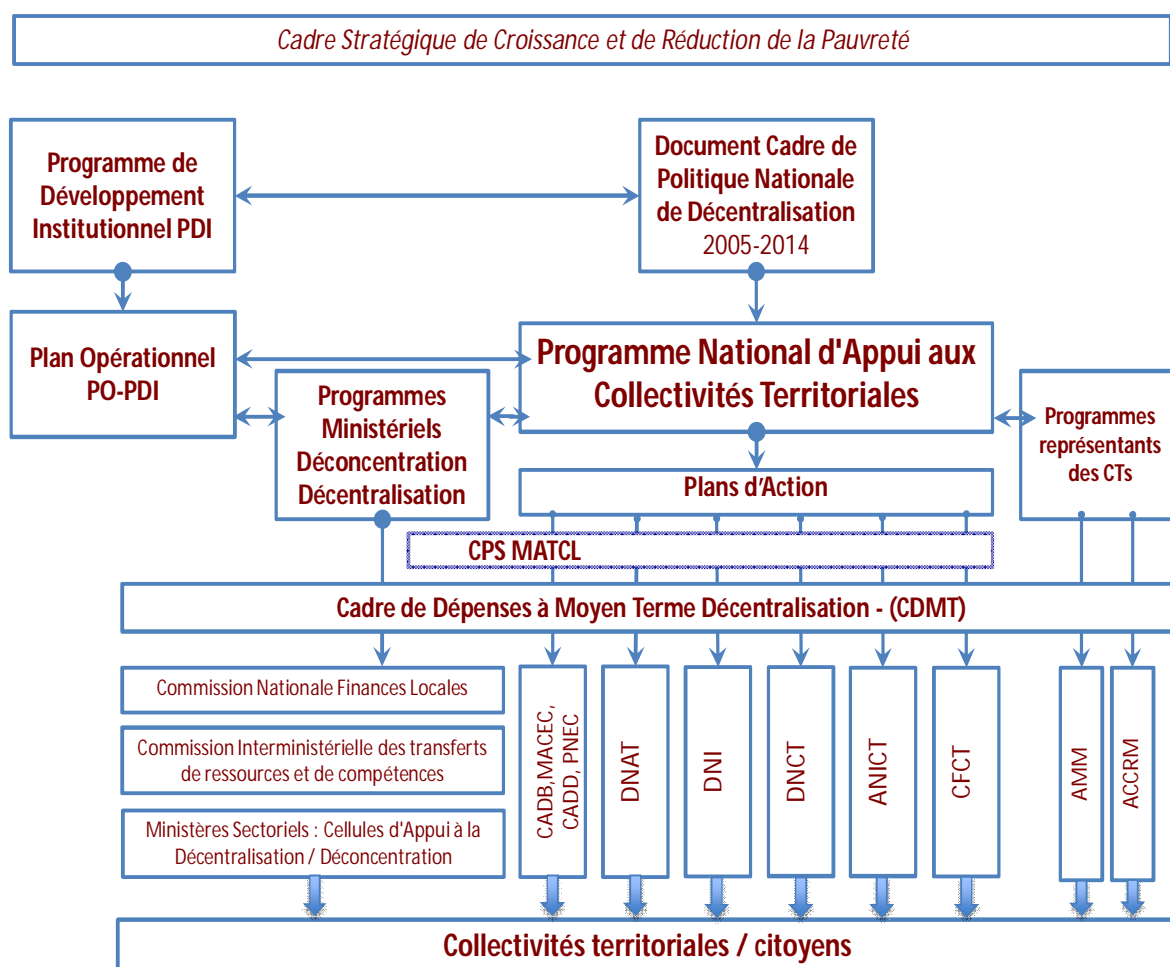 Cadre Stratégique de Croissance et de Réduction de la Pauvreté
Programme de
Développement
Institutionnel PDI
Document Cadre de
Politique Nationale
de Décentralisation
2005-2014
Plan Opérationnel
PO-PDI
Programmes
Ministériels
Déconcentration
Décentralisation
Programme National d'Appui aux
Collectivités Territoriales
Programmes
représentants
des CTs
Plans d'Action
CPS MATCL
Cadre de Dépenses à Moyen Terme Décentralisation - (CDMT)
Commission Nationale Finances Locales
Commission Interministérielle des transferts
de ressources et de compétences
Ministères Sectoriels : Cellules d'Appui à la
Décentralisation / Déconcentration
CADB,MACEC,
CADD, PNEC
DNAT
DNI
DNCT
ANICT
CFCT
AMM
ACCRM
Collectivités territoriales / citoyens